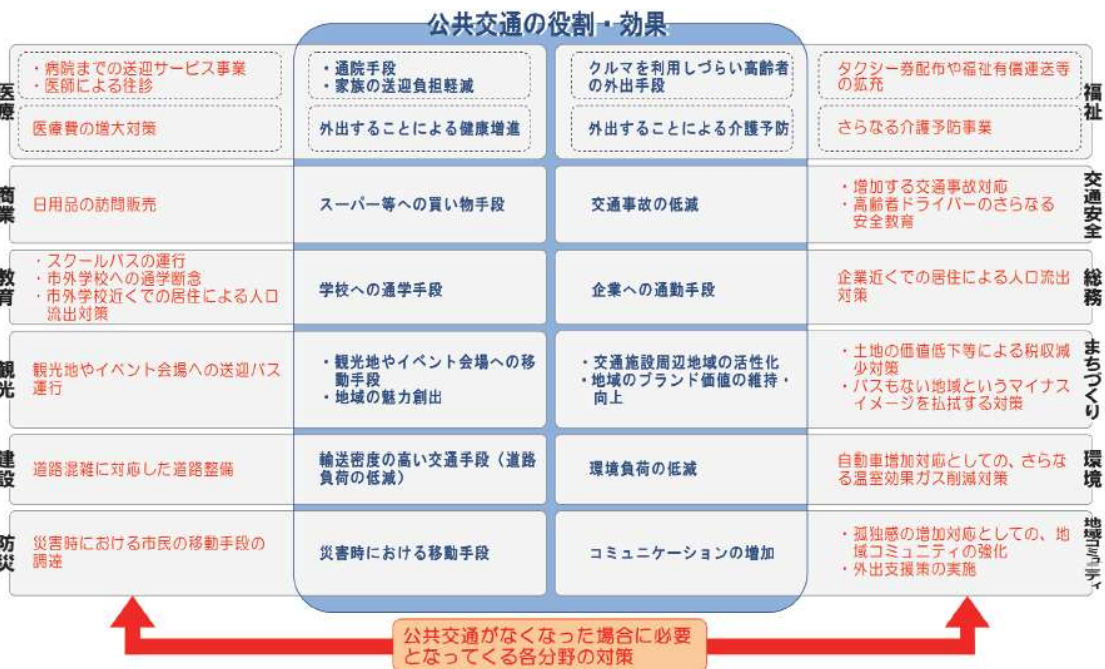 公共交通の役割・効果
医療
・病院までの送迎サービス事業
・医師による往診
・通院手段
・家族の送迎負担軽減
クルマを利用しづらい高齢者
の外出手段
タクシー券配布や福祉有償運送等
の拡充
福祉
医療費の増大対策
外出することによる健康増進
外出することによる介護予防
さらなる介護予防事業
商業
日用品の訪問販売
スーパー等への買い物手段
交通事故の低減
・増加する交通事故対応
・高齢者ドライバーのさらなる
安全教育
交通安全
教育
・スクールバスの運行
・市外学校への通学断念
・市外学校近くでの居住による人口
流出対策
学校への通学手段
企業への通勤手段
企業近くでの居住による人口流出
対策
総務
観光
観光地やイベント会場への送迎バス
運行
・観光地やイベント会場への移
動手段
・地域の魅力創出
・交通施設周辺地域の活性化
・地域のブランド価値の維持・
向上
・土地の価値低下等による税収減
少対策
・バスもない地域というマイナス
イメージを払拭する対策
まちづくり
建設
道路混雑に対応した道路整備
輸送密度の高い交通手段（道路
負荷の低減）
環境負荷の低減
自動車増加対応としての、さらな
る温室効果ガス削減対策
環境
防災
災害時における市民の移動手段の
調達
災害時における移動手段
コミュニケーションの増加
・孤独感の増加対応としての、地
域コミュニティの強化
・外出支援策の実施
地域コミュニティ
公共交通がなくなった場合に必要
となってくる各分野の対策